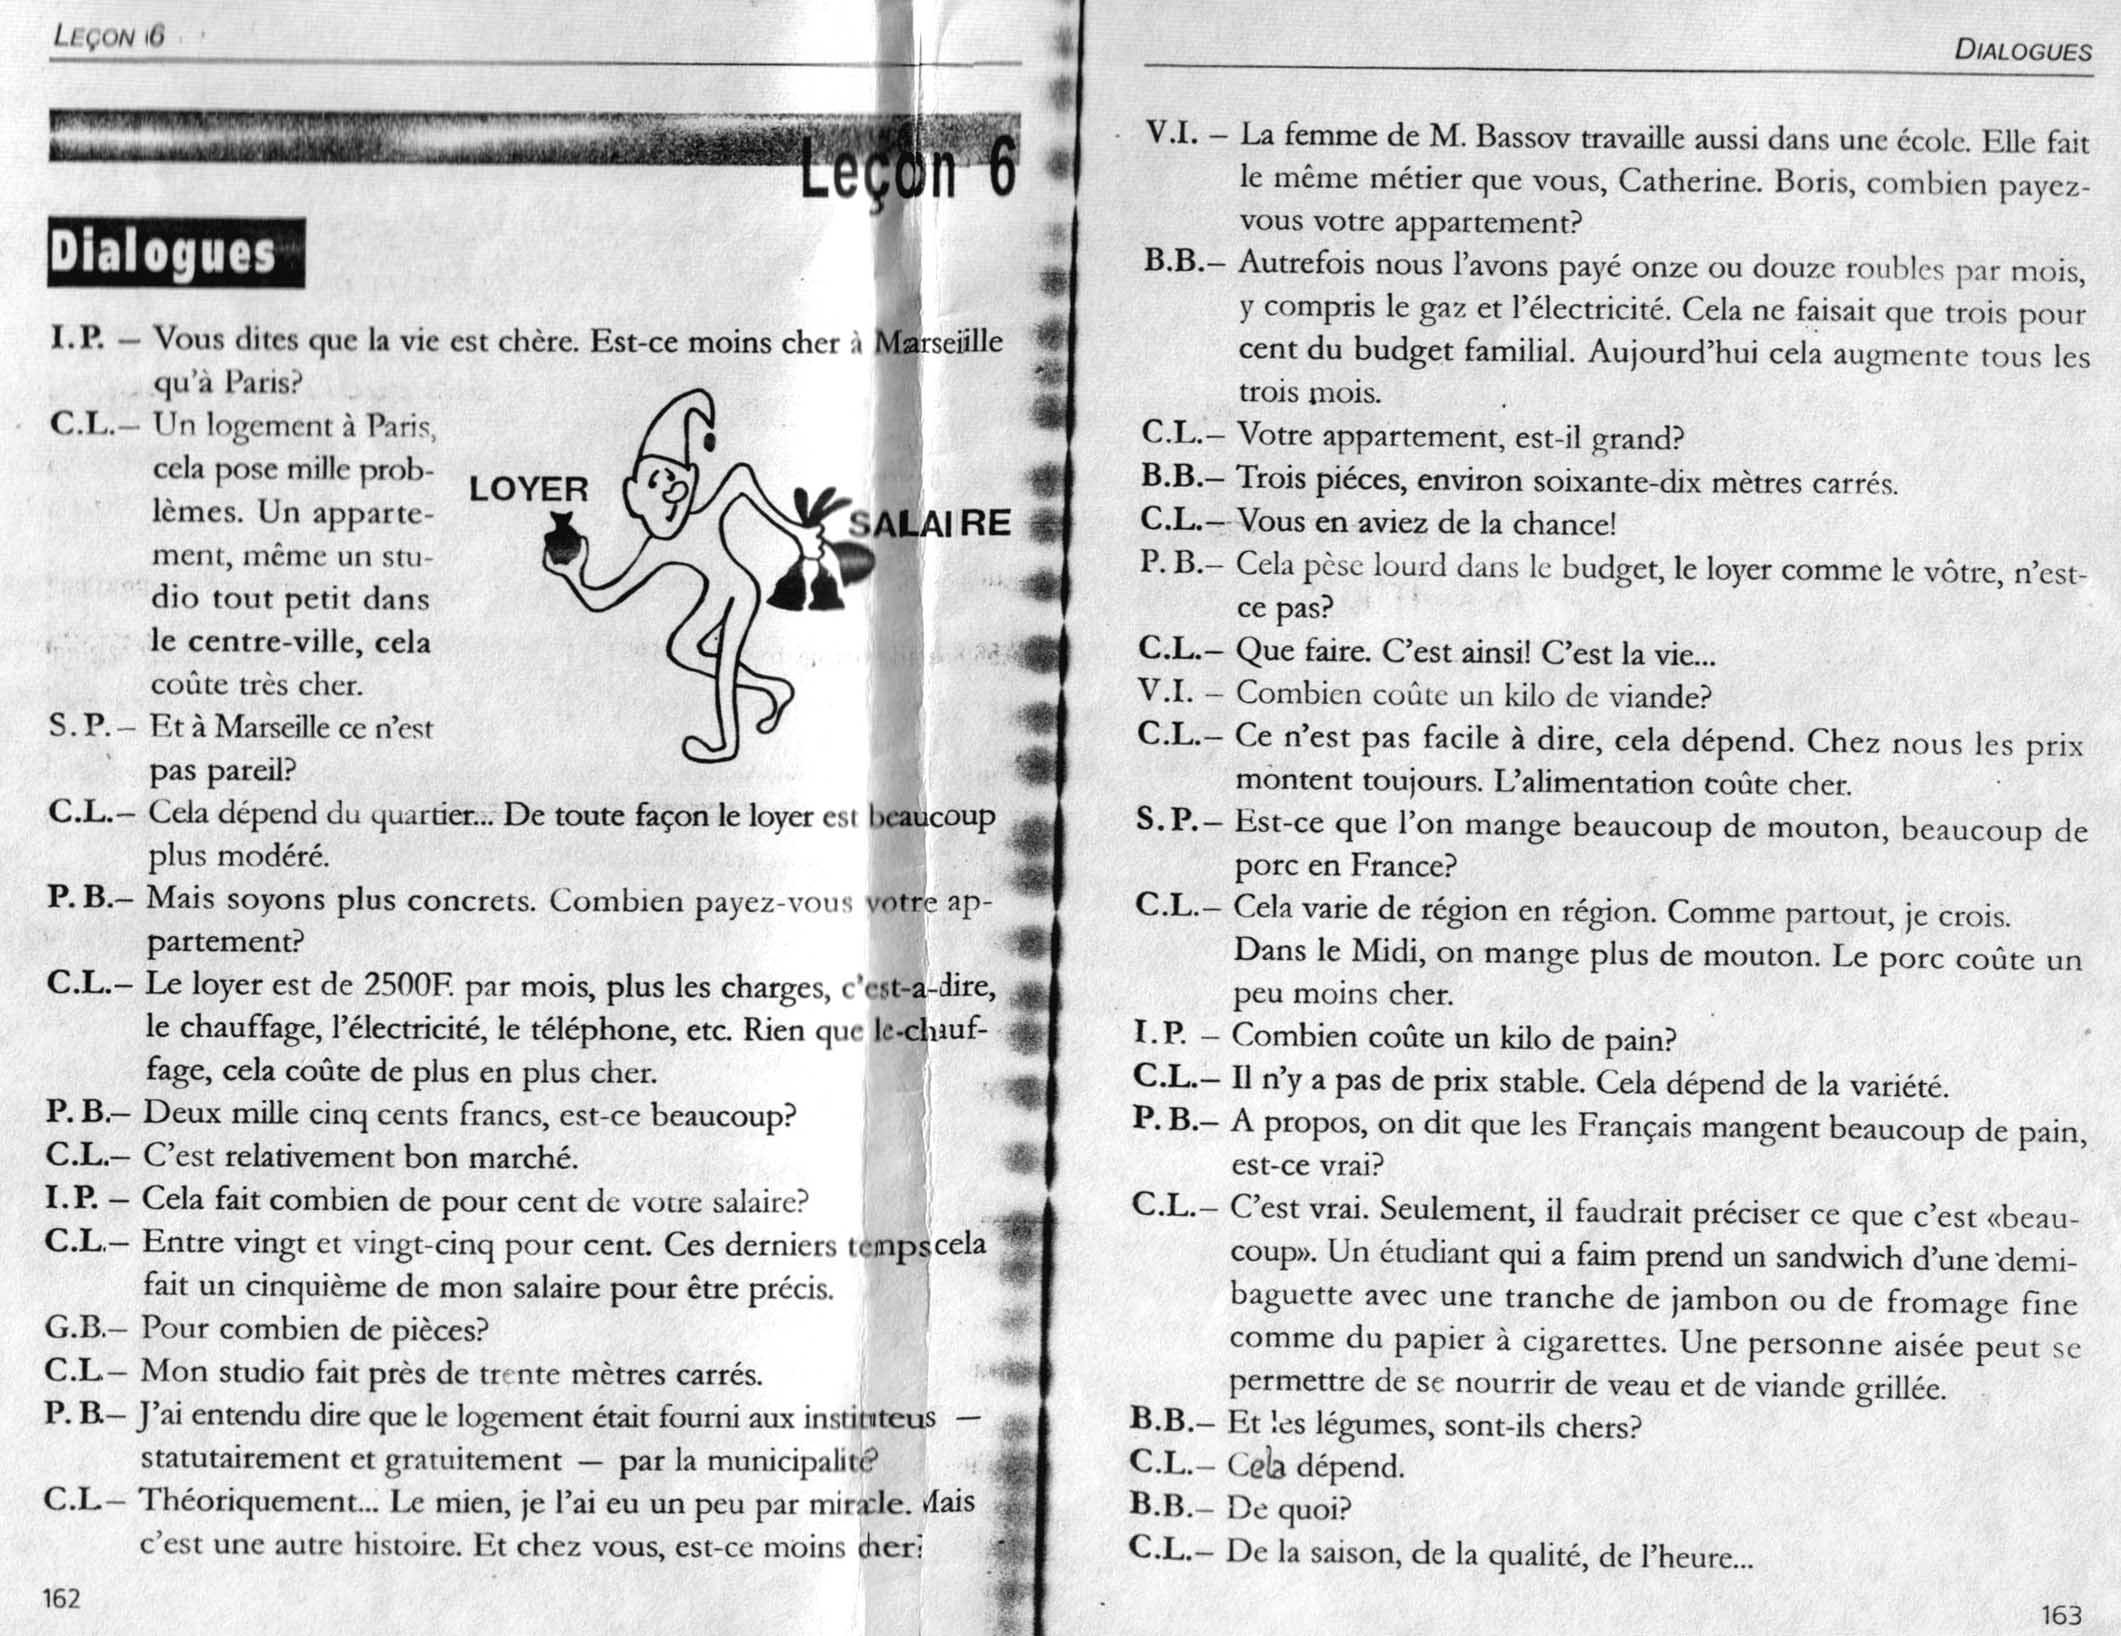 LEÇON 6
Leçon 6
Dialogues
I.P. — Vous dites que la vie est chère. Est-ce moins cher à Marseille
qu'à Paris?
C.L.— Un logement à Paris,
cela pose mille prob-
lèmes. Un apparte-
ment, même un stu-
dio tout petit dans
le centre-ville, cela
coûte très cher.
LOYER
SALAIRE
S.P.— Et à Marseille ce n'est
pas pareil?
C.L.— Cela dépend du quartier... De toute façon le loyer est beaucoup
plus modéré.
P.B.— Mais soyons plus concrets. Combien payez-vous votre ap-
partement?
C.L.— Le loyer est de 2500F. par mois, plus les charges, c'est-a-dire,
le chauffage, l'électricité, le téléphone, etc. Rien que le chauf-
fage, cela coûte de plus en plus cher.
P.B.— Deux mille cinq cents francs, est-ce beaucoup?
C.L.— C'est relativement bon marché.
I.P. — Cela fait combien de pour cent de votre salaire?
C.L.— Entre vingt et vingt-cinq pour cent. Ces derniers temps cela
fait un cinquième de mon salaire pour être précis.
G.B.— Pour combien de pièces?
C.L— Mon studio fait près de trente mètres carrés.
P.B.— J'ai entendu dire que le logement était fourni aux instituteus —
statutairement et gratuitement — par la municipalité?
C.L— Théoriquement... Le mien, je l'ai eu un peu par miracle. Mais
c'est une autre histoire. Et chez vous, est-ce moins cher?
162
DIALOGUES
V.I. — La femme de M. Bassov travaille aussi dans une école. Elle fait
le même métier que vous, Catherine. Boris, combien payez-
vous votre appartement?
B.B.— Autrefois nous l'avons payé onze ou douze roubles par mois,
y compris le gaz et l'électricité. Cela ne faisait que trois pour
cent du budget familial. Aujourd'hui cela augmente tous les
trois mois.
C.L.— Votre appartement, est-il grand?
B.B.— Trois piéces, environ soixante-dix mètres carrés.
C.L.— Vous en aviez de la chance!
P.B.— Cela pèse lourd dans le budget, le loyer comme le vôtre, n'est-
ce pas?
C.L.— Que faire. C'est ainsi! C'est la vie...
V.I. — Combien coûte un kilo de viande?
C.L.— Ce n'est pas facile à dire, cela dépend. Chez nous les prix
montent toujours. L'alimentation coûte cher.
S.P.— Est-ce que l'on mange beaucoup de mouton, beaucoup de
porc en France?
C.L.— Cela varie de région en région. Comme partout, je crois.
Dans le Midi, on mange plus de mouton. Le porc coûte un
peu moins cher.
I.P. — Combien coûte un kilo de pain?
C.L.— Il n'y a pas de prix stable. Cela dépend de la variété.
P.B.— A propos, on dit que les Français mangent beaucoup de pain,
est-ce vrai?
C.L.— C'est vrai. Seulement, il faudrait préciser ce que c'est «beau-
coup». Un étudiant qui a faim prend un sandwich d'une demi-
baguette avec une tranche de jambon ou de fromage fine
comme du papier à cigarettes. Une personne aisée peut se
permettre de se nourrir de veau et de viande grillée.
B.B.— Et les légumes, sont-ils chers?
C.L.— Cela dépend.
B.B.— De quoi?
C.L.— De la saison, de la qualité, de l'heure...
163